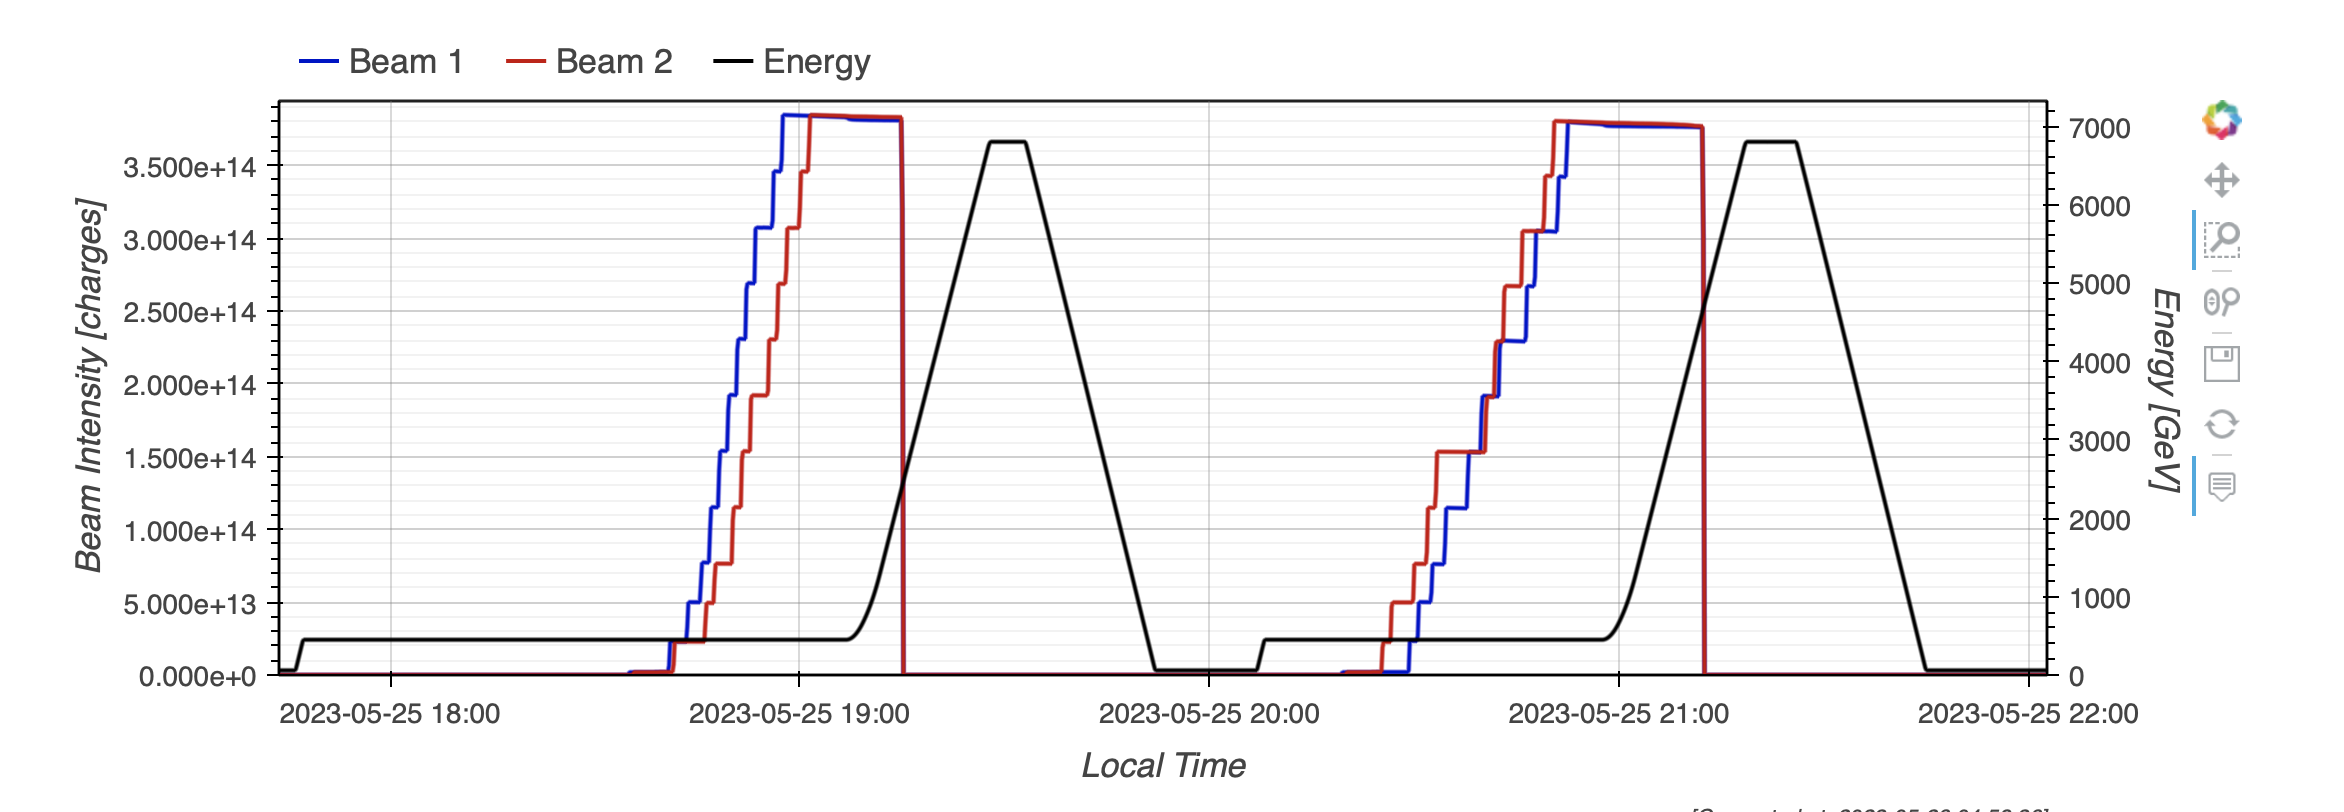 Beam 1 Beam 2 Energy
Beam Intensity [charges]
3.500e+14
3.000e+14
2.500e+14
2.000e+14
1.500e+14
1.000e+14
5.000e+13
0.000e+0
7000
6000
5000
4000
3000
2000
1000
0
Energy [GeV]
2023-05-25 18:00 2023-05-25 19:00 2023-05-25 20:00 2023-05-25 21:00 2023-05-25 22:00
Local Time